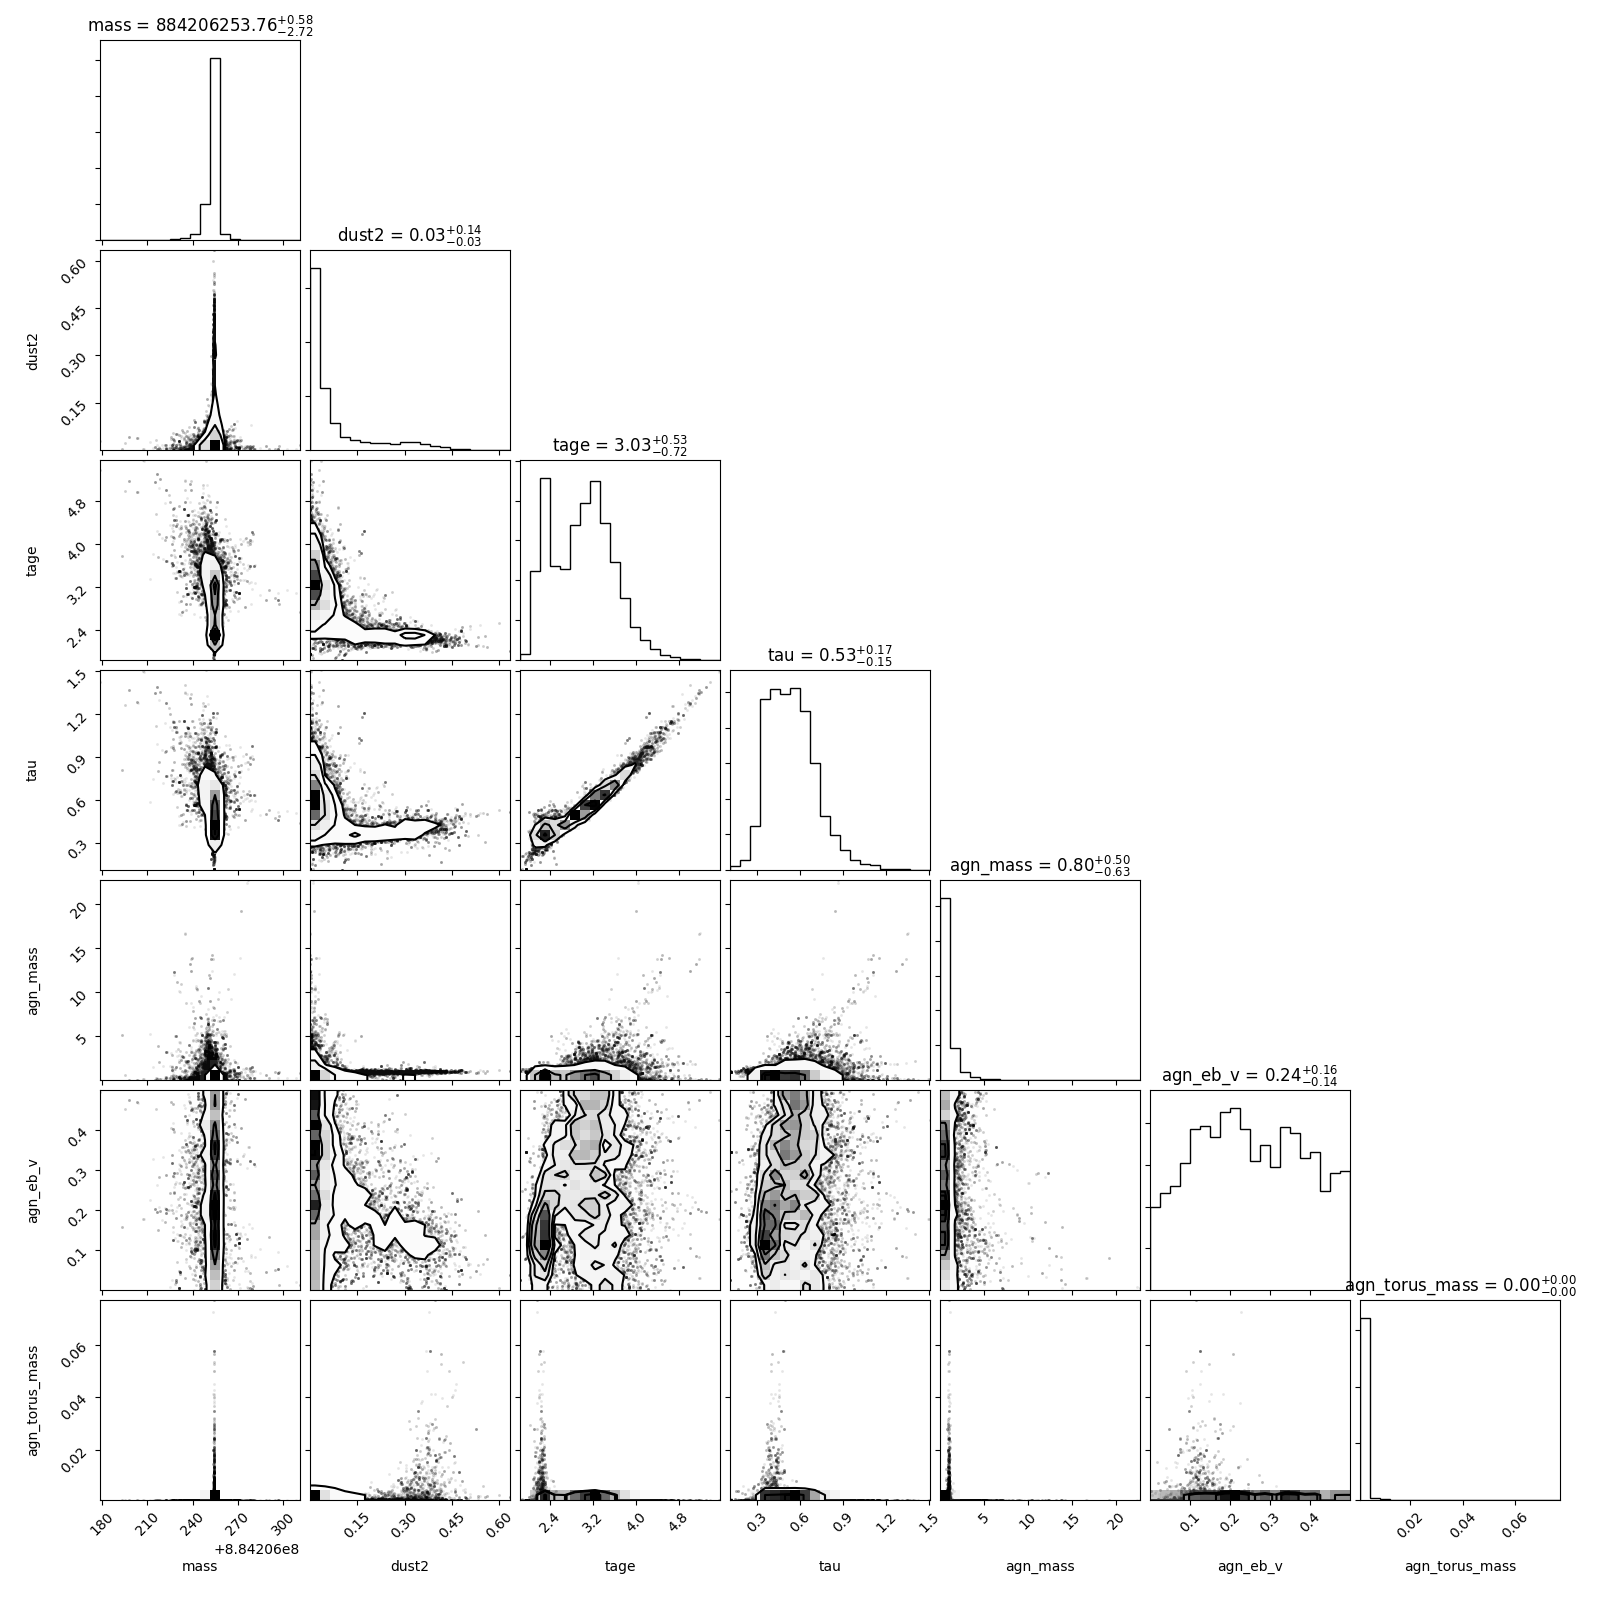 mass = 884206253.76+0.58−2.72
dust2 = 0.03+0.14−0.03
0.60
0.45
0.30
0.15
dust2
tage = 3.03+0.53−0.72
4.8
4.0
3.2
2.4
tage
tau = 0.53+0.17−0.15
1.5
1.2
0.9
0.6
0.3
tau
agn_mass = 0.80+0.50−0.63
20
15
10
5
agn_mass
agn_eb_v = 0.24+0.16−0.14
0.4
0.3
0.2
0.1
agn_eb_v
agn_torus_mass = 0.00+0.00−0.00
0.06
0.04
0.02
agn_torus_mass
180 210 240 270 300 0.15 0.30 0.45 0.60 2.4 3.2 4.0 4.8 0.3 0.6 0.9 1.2 1.5 5 10 15 20 0.1 0.2 0.3 0.4 0.02 0.04 0.06
+8.84206e8
mass dust2 tage tau agn_mass agn_eb_v agn_torus_mass